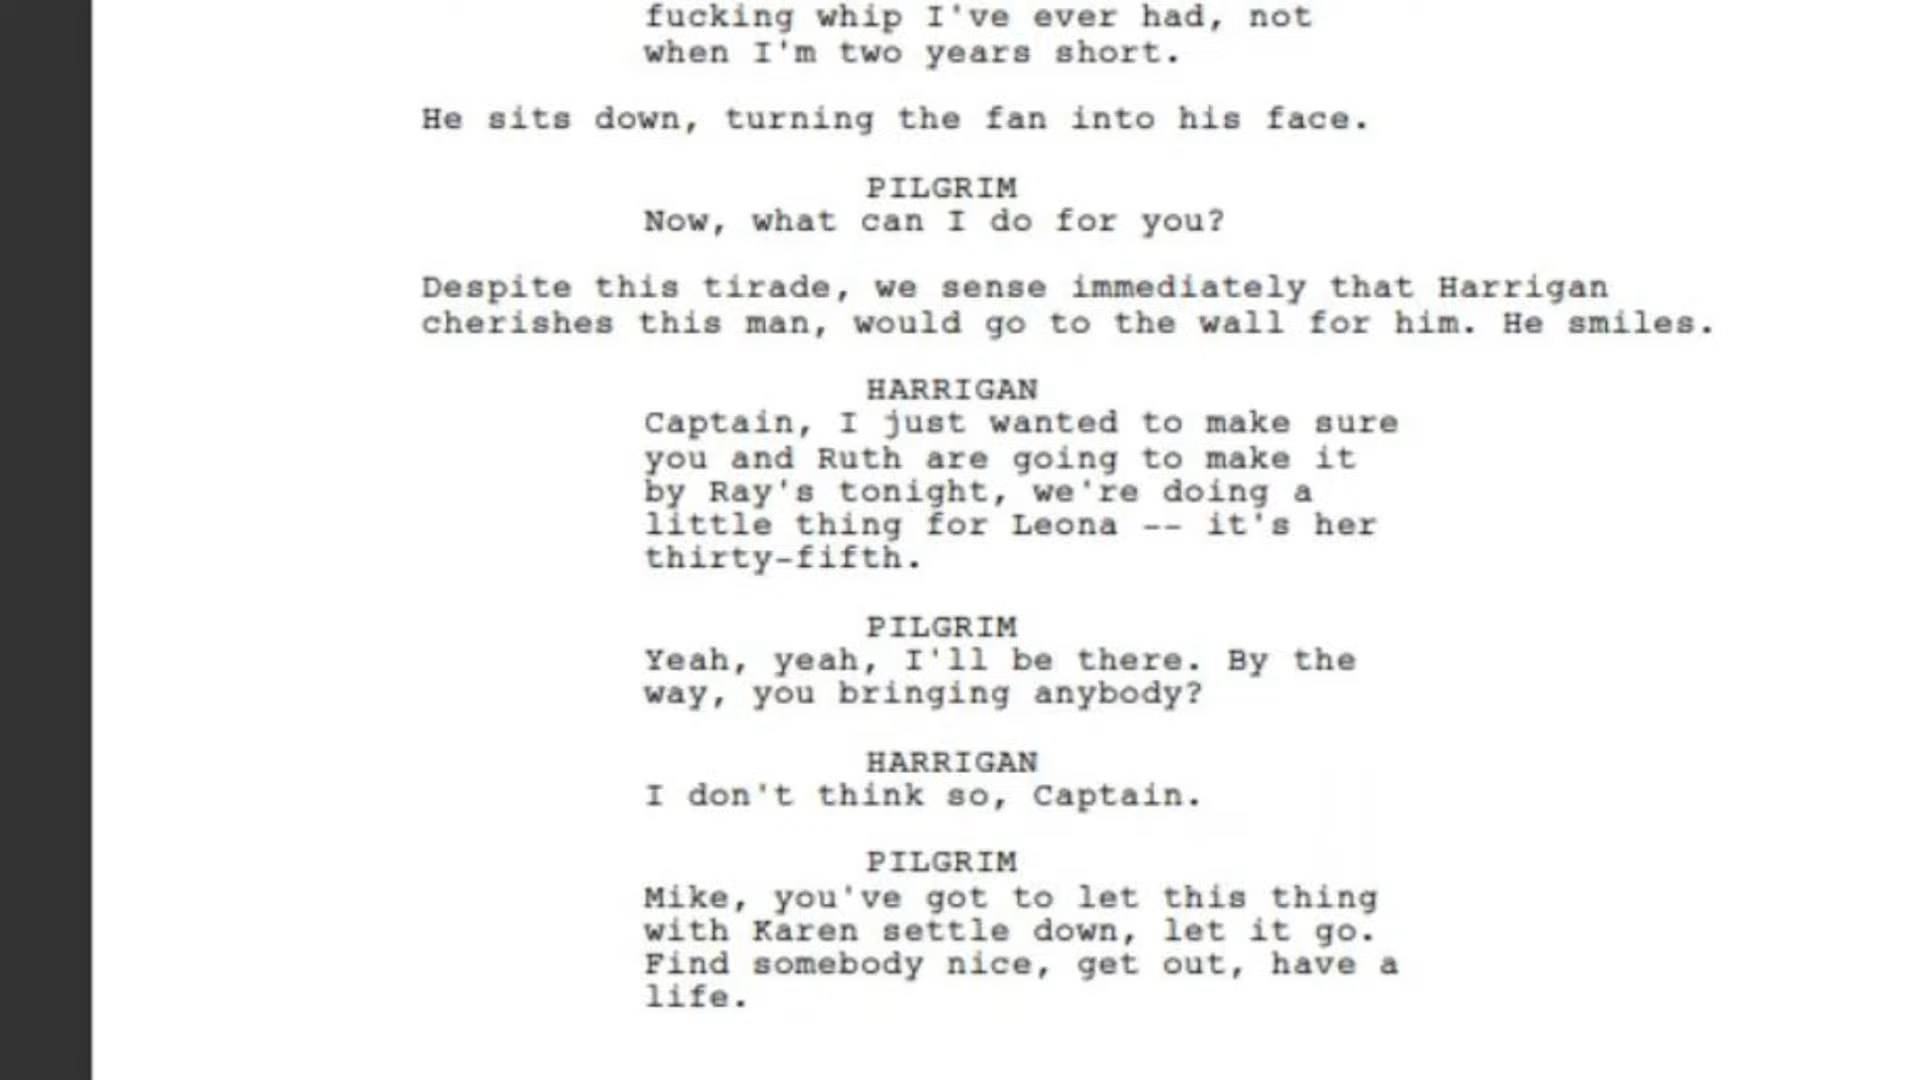 fucking whip I've ever had, not
when I'm two years short.
He sits down, turning the fan into his face.
PILGRIM
Now, what can I do for you?
Despite this tirade, we sense immediately that Harrigan
cherishes this man, would go to the wall for him. He smiles.
HARRIGAN
Captain, I just wanted to make sure
you and Ruth are going to make it
by Ray's tonight, we're doing a
little thing for Leona -- it's her
thirty-fifth.
PILGRIM
Yeah, yeah, I'll be there. By the
way, you bringing anybody?
HARRIGAN
I don't think so, Captain.
PILGRIM
Mike, you've got to let this thing
with Karen settle down, let it go.
Find somebody nice, get out, have a
life.